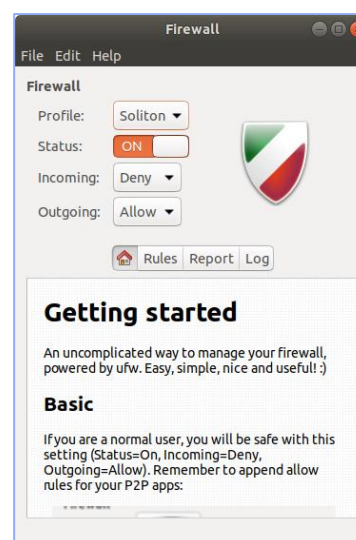 Firewall
File Edit Help
Firewall
Profile: Soliton
Status: ON
Incoming: Deny
Outgoing: Allow
Rules Report Log
Getting started
An uncomplicated way to manage your firewall,
powered by ufw. Easy, simple, nice and useful! :)
Basic
If you are a normal user, you will be safe with this
setting (Status=On, Incoming=Deny,
Outgoing=Allow). Remember to append allow
rules for your P2P apps: